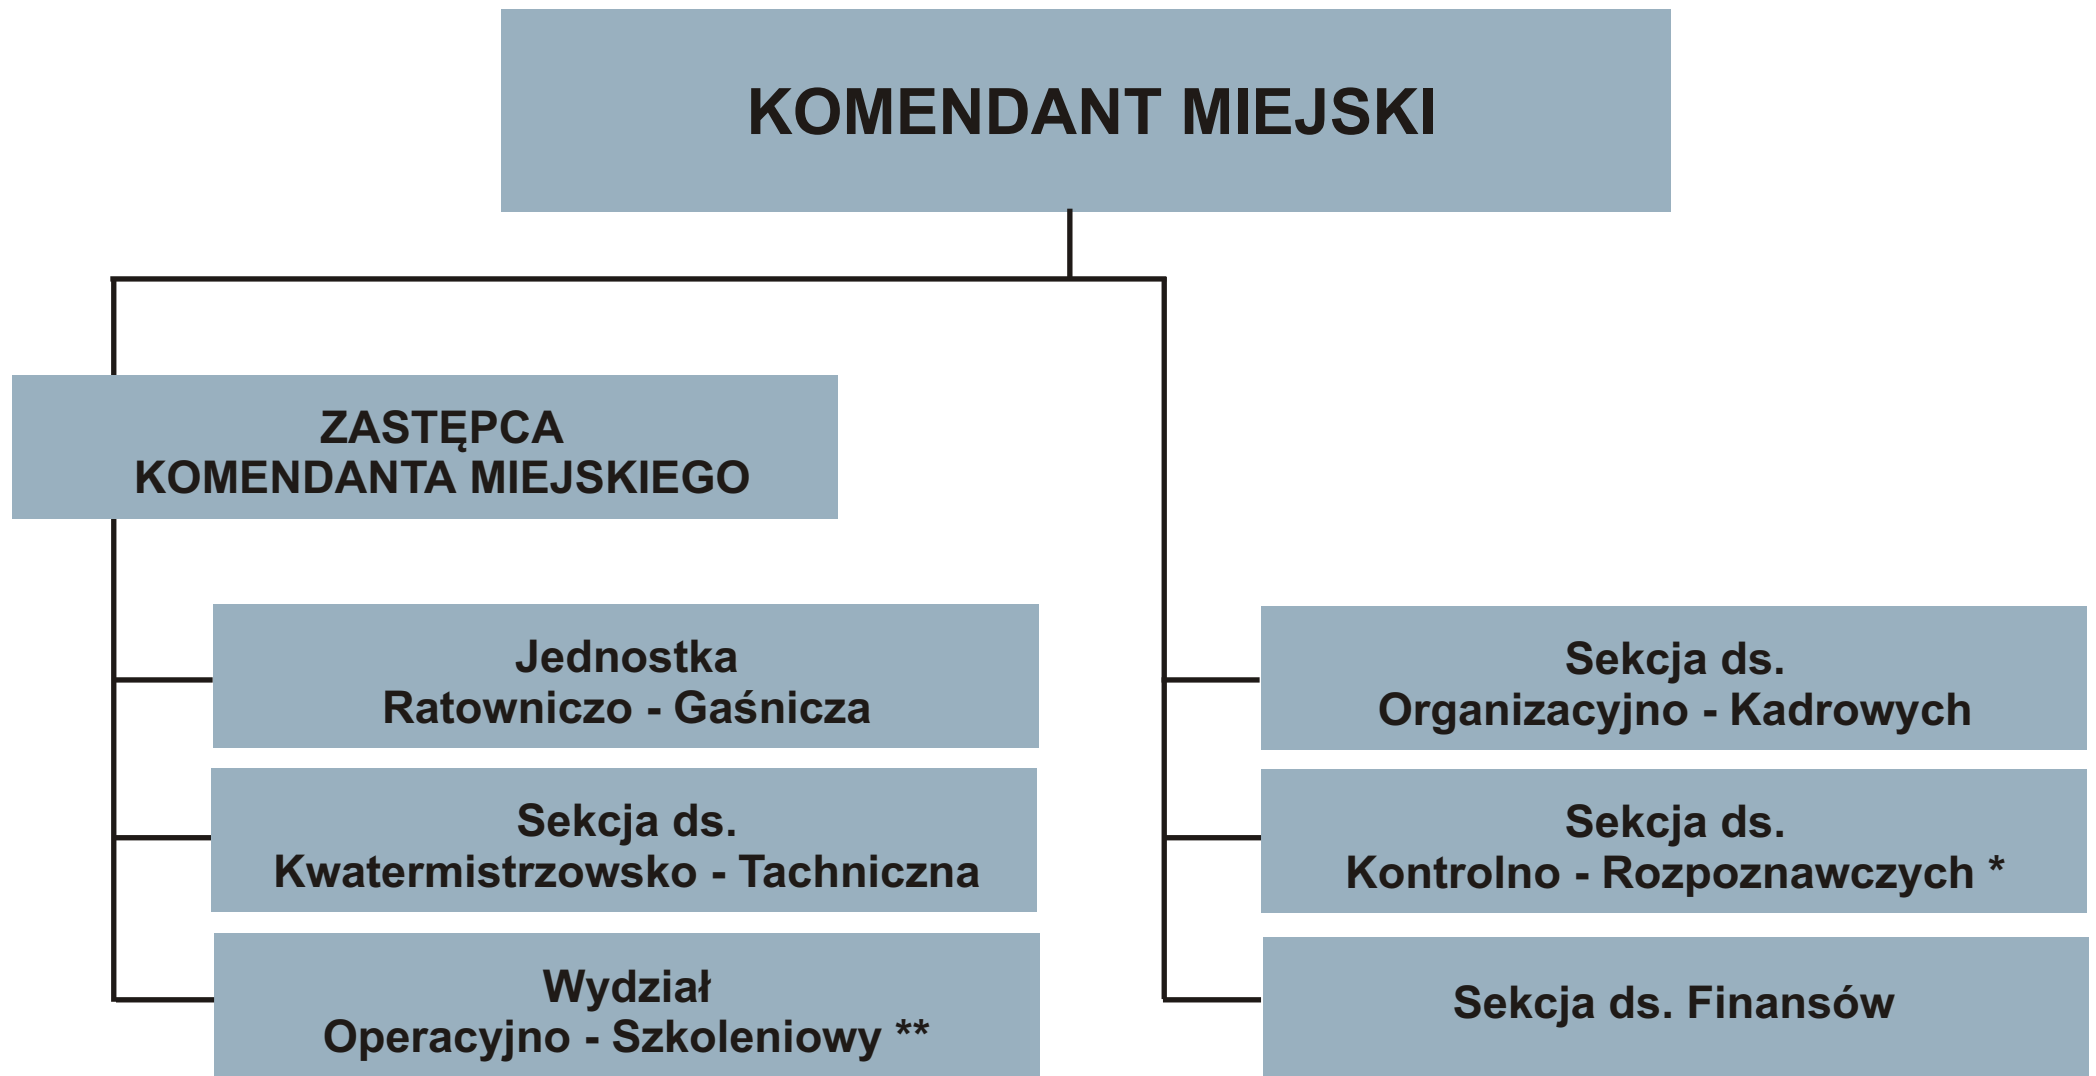 KOMENDANT MIEJSKI
ZASTĘPCA
KOMENDANTA MIEJSKIEGO
Jednostka
Ratowniczo - Gaśnicza
Sekcja ds.
Kwatermistrzowsko - Tachniczna
Wydział
Operacyjno - Szkoleniowy **
Sekcja ds.
Organizacyjno - Kadrowych
Sekcja ds.
Kontrolno - Rozpoznawczych *
Sekcja ds. Finansów